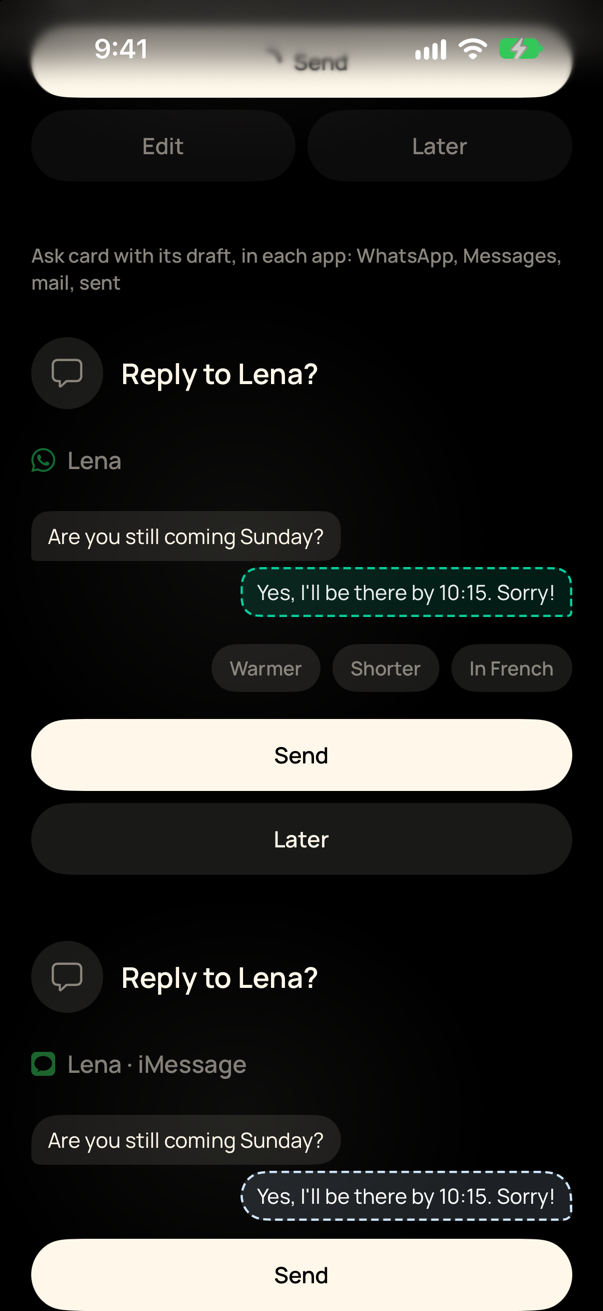 9:41
Send
Edit
Later
Ask card with its draft, in each app: WhatsApp, Messages,
mail, sent
Reply to Lena?
Lena
Are you still coming Sunday?
Yes, I'll be there by 10:15. Sorry!
Warmer
Shorter
In French
Send
Later
Reply to Lena?
Lena · iMessage
Are you still coming Sunday?
Yes, I'll be there by 10:15. Sorry!
Send